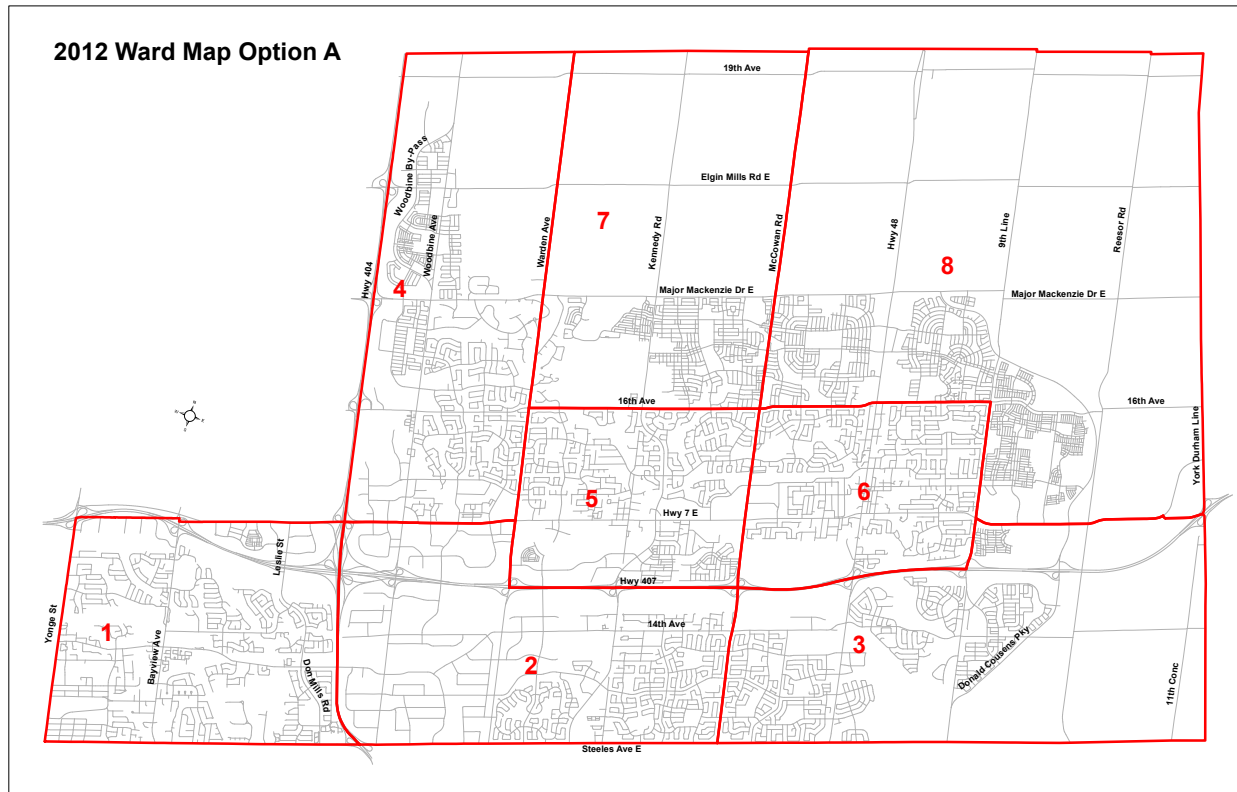 2012 Ward Map Option A
19th Ave
Woodbine By-Pass
Elgin Mills Rd E
7
Woodbine Ave
Warden Ave
Kennedy Rd
McCowan Rd
Hwy 48
9th Line
Reesor Rd
8
Hwy 404
4
Major Mackenzie Dr E
Major Mackenzie Dr E
16th Ave
16th Ave
York Durham Line
5
6
Hwy 7 E
Leslie St
Hwy 407
Yonge St
1
Bayview Ave
14th Ave
Don Mills Rd
2
3
Donald Cousens Pky
11th Conc
Steeles Ave E